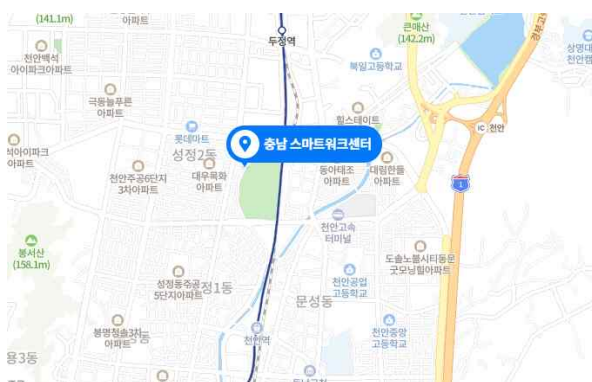 (141.1m)
천안백석
아이파크아파트
두정역
큰매산
(142.2m)
북일고등학교
상명대
천안캠
극동늘푸른
아파트
롯데마트
힐스테이트
IC 천안
충남 스마트워크센터
석아이파크
아파트
성정2동
천안주공6단지
3차아파트
대우목화
아파트
동아태조
아파트
대림한들
아파트
1
천안고속
터미널
봉서산
(158.1m)
도솔노블시티동문
굿모닝힐아파트
성정동주공
5단지아파트
정1동
천안공업
고등학교
문성동
봉명청솔3차
아파트
천안역
천안중앙
고등학교
용3동